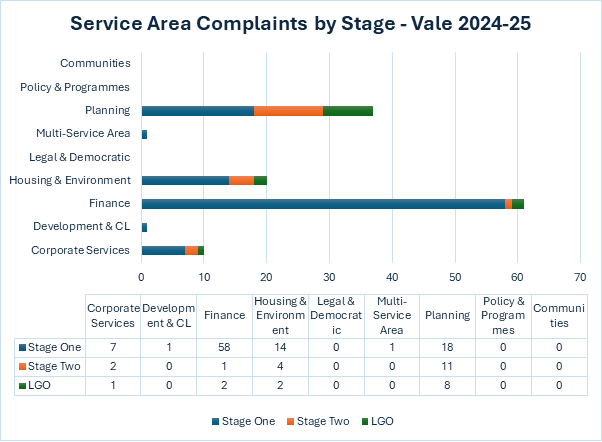 Service Area Complaints by Stage - Vale 2024-25
Communities
Policy & Programmes
Planning
Multi-Service Area
Legal & Democratic
Housing & Environment
Finance
Development & CL
Corporate Services
0 10 20 30 40 50 60 70
Corporate Services Developm ent & CL Finance Housing & Environm ent Legal & Democrat ic Multi- Service Area Planning Policy & Program mes Communi ties
Stage One 7 1 58 14 0 1 18 0 0
Stage Two 2 0 1 4 0 0 11 0 0
LGO 1 0 2 2 0 0 8 0 0
Stage One Stage Two LGO